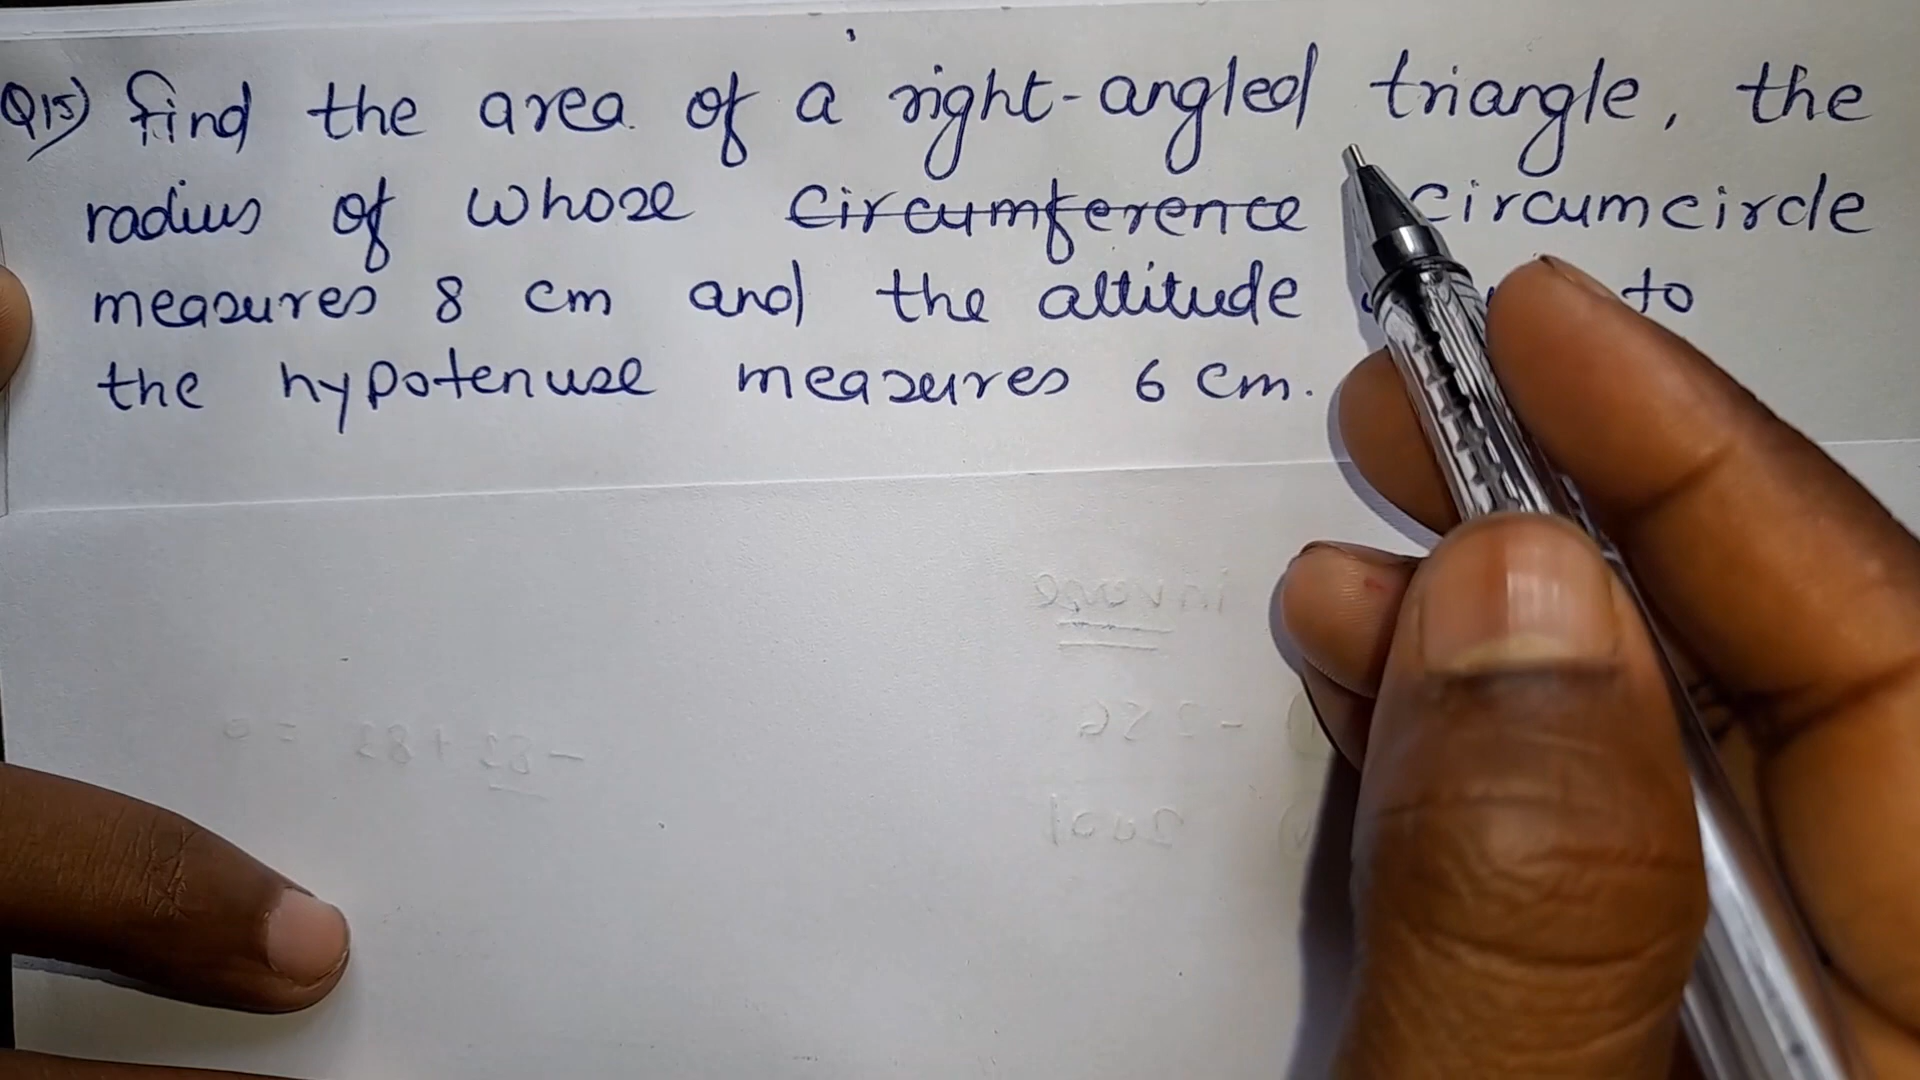 Q15) find the area of a right-angled triangle, the
radius of whose circumference circumcircle
measures 8 cm and the altitude to
the hypotenuse measures 6 cm.